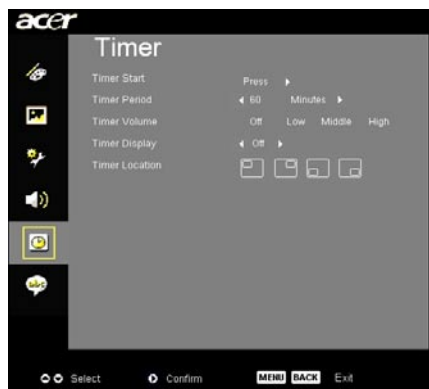 acer
Timer
Timer Start Press
Timer Period 60 Minutes
Timer Volume Off Low Middle High
Timer Display Off
Timer Location
abc
Select Confirm MENU BACK Exit